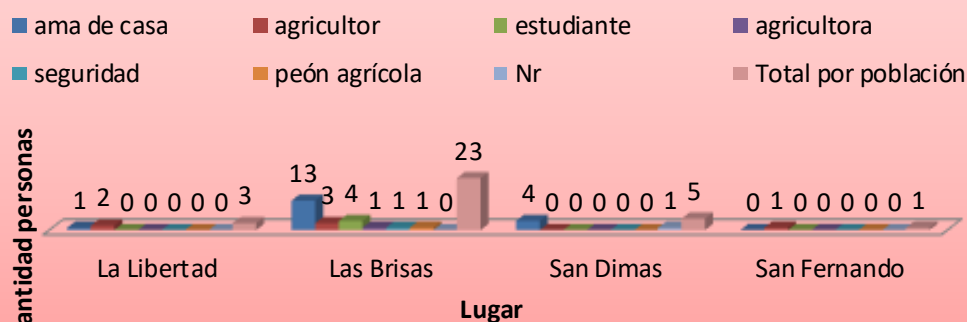 ama de casa agricultor estudiante agricultora
seguridad peón agrícola Nr Total por población
antidad personas
1 2 0 0 0 0 0 3 13 3 4 1 1 1 0 23 4 0 0 0 0 0 1 5 0 1 0 0 0 0 0 1
La Libertad Las Brisas San Dimas San Fernando
Lugar